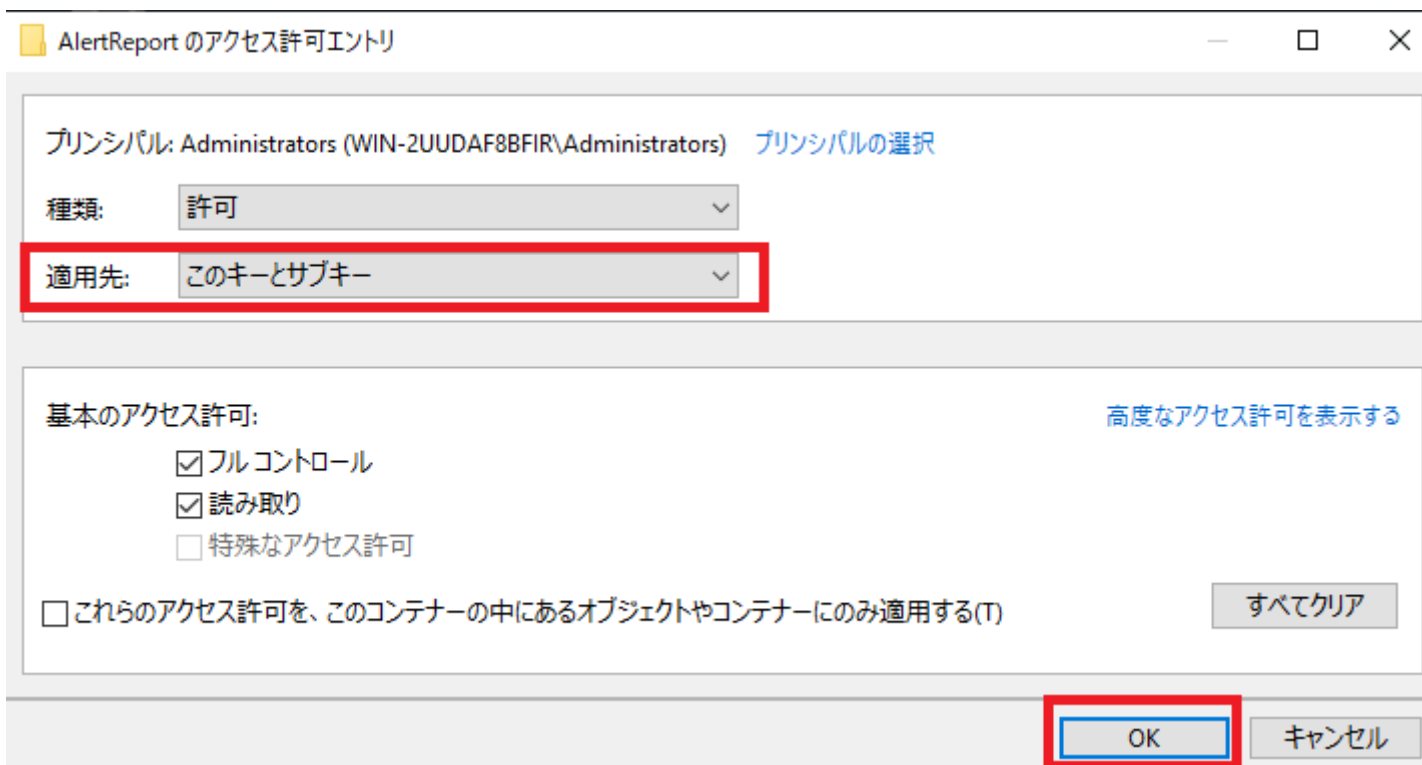 AlertReport のアクセス許可エントリ
プリンシパル: Administrators (WIN-2UUDAF8BFIR\Administrators) プリンシパルの選択
種類: 許可
適用先: このキーとサブキー
基本のアクセス許可: 高度なアクセス許可を表示する
フル コントロール
読み取り
特殊なアクセス許可
これらのアクセス許可を、このコンテナーの中にあるオブジェクトやコンテナーにのみ適用する(T) すべてクリア
OK キャンセル